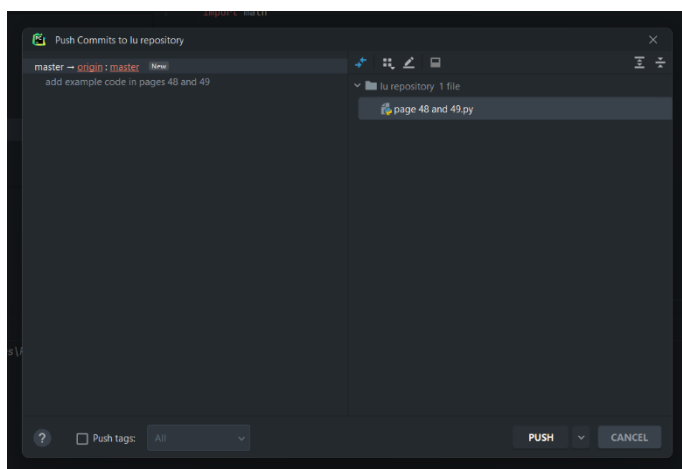 import math
Push Commits to lu repository
master → origin : master New
add example code in pages 48 and 49
lu repository 1 file
page 48 and 49.py
s\
? Push tags: All
PUSH
CANCEL